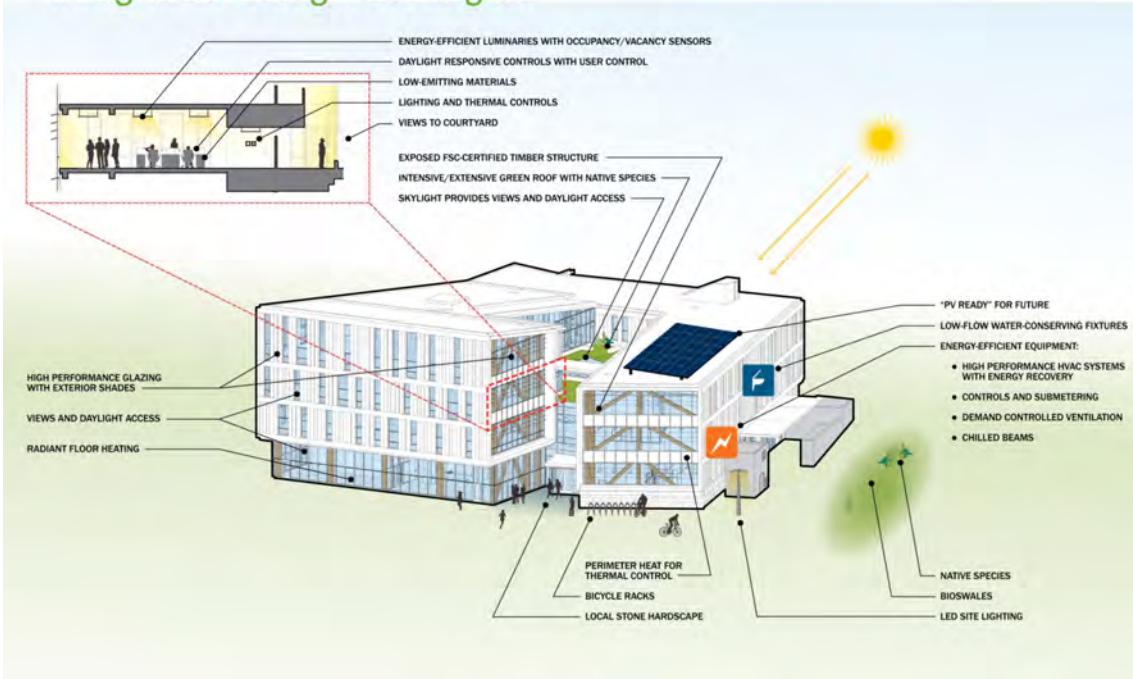 ENERGY-EFFICIENT LUMINARIES WITH OCCUPANCY/VACANCY SENSORS
DAYLIGHT RESPONSIVE CONTROLS WITH USER CONTROL
LOW-EMITTING MATERIALS
LIGHTING AND THERMAL CONTROLS
VIEWS TO COURTYARD
EXPOSED FSC-CERTIFIED TIMBER STRUCTURE
INTENSIVE/EXTENSIVE GREEN ROOF WITH NATIVE SPECIES
SKYLIGHT PROVIDES VIEWS AND DAYLIGHT ACCESS
"PV READY" FOR FUTURE
LOW-FLOW WATER-CONSERVING FIXTURES
ENERGY-EFFICIENT EQUIPMENT:
• HIGH PERFORMANCE HVAC SYSTEMS
WITH ENERGY RECOVERY
• CONTROLS AND SUBMETERING
• DEMAND CONTROLLED VENTILATION
• CHILLED BEAMS
HIGH PERFORMANCE GLAZING
WITH EXTERIOR SHADES
VIEWS AND DAYLIGHT ACCESS
RADIANT FLOOR HEATING
PERIMETER HEAT FOR
THERMAL CONTROL
BICYCLE RACKS
LOCAL STONE HARDSCAPE
NATIVE SPECIES
BIOSWALES
LED SITE LIGHTING